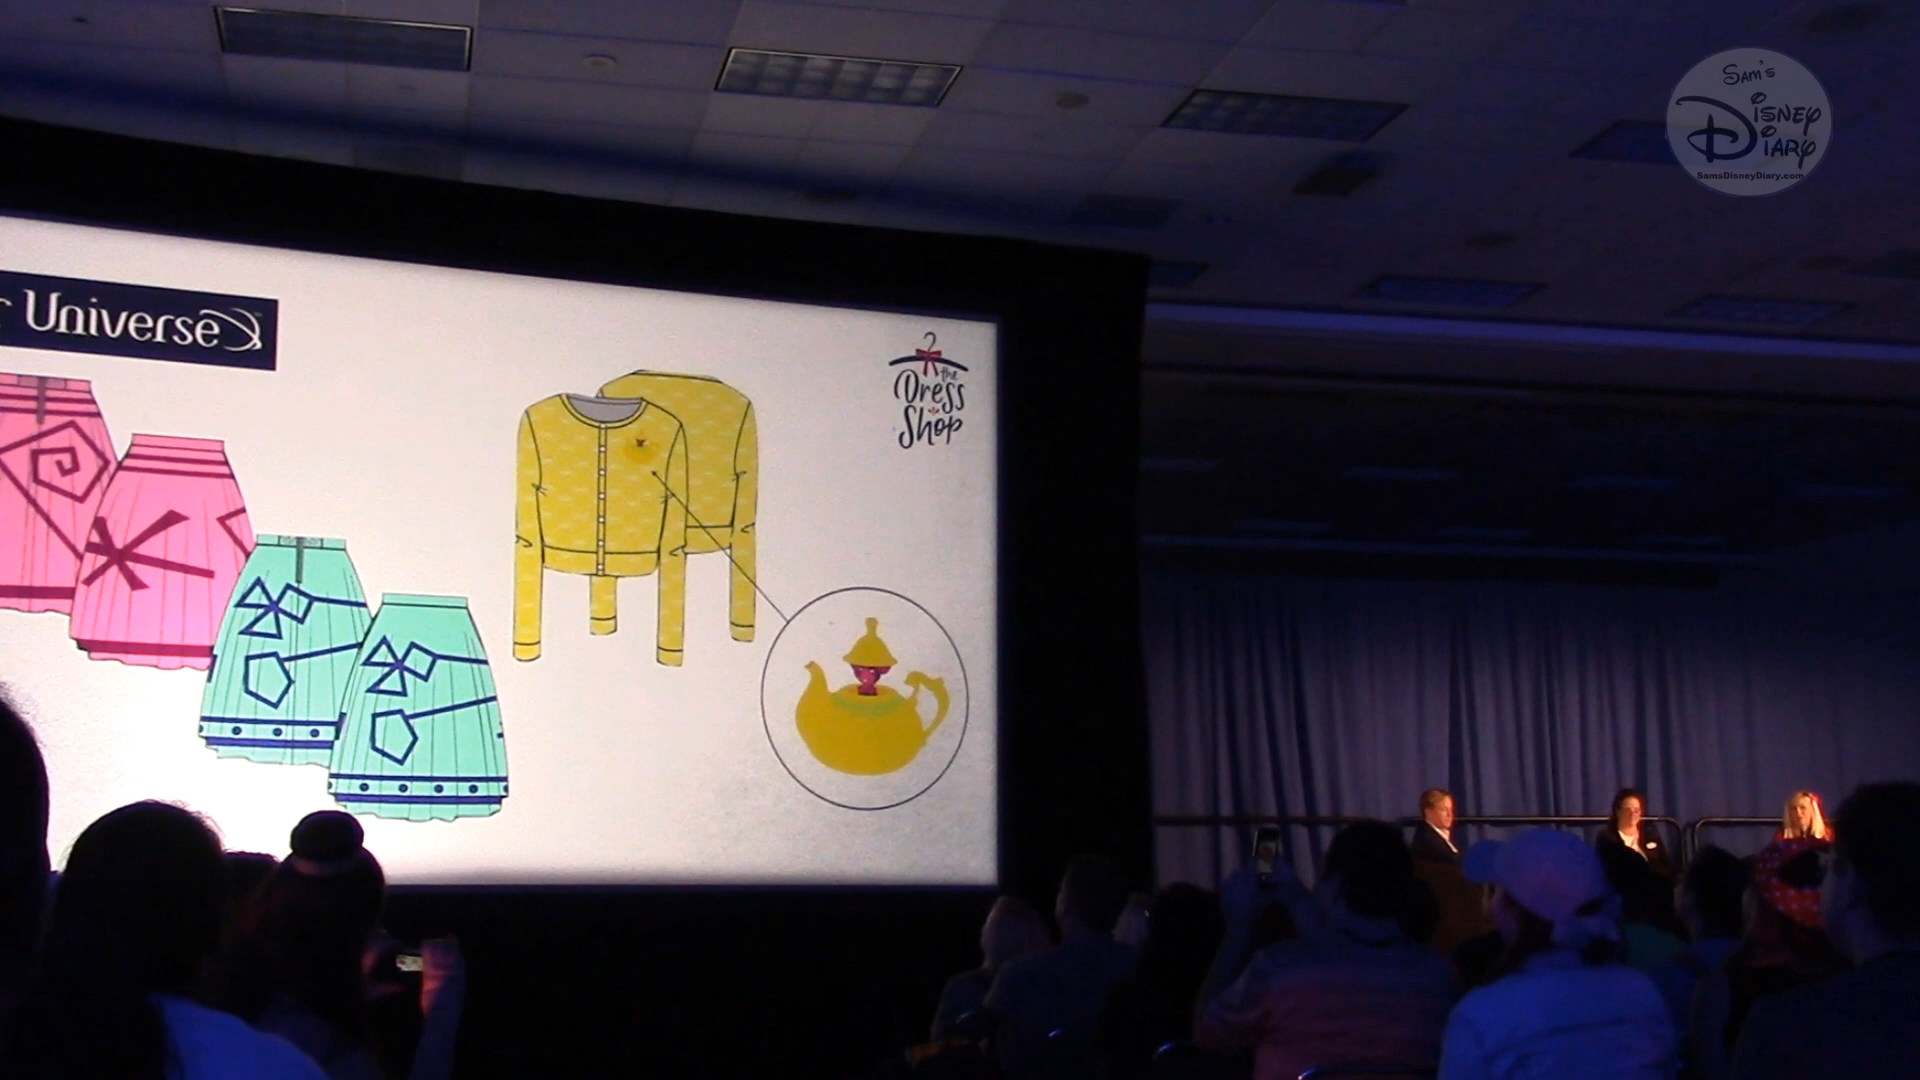 Sam's
Disney
Diary
SamsDisneyDiary.com
Universe
the
Dress
Shop